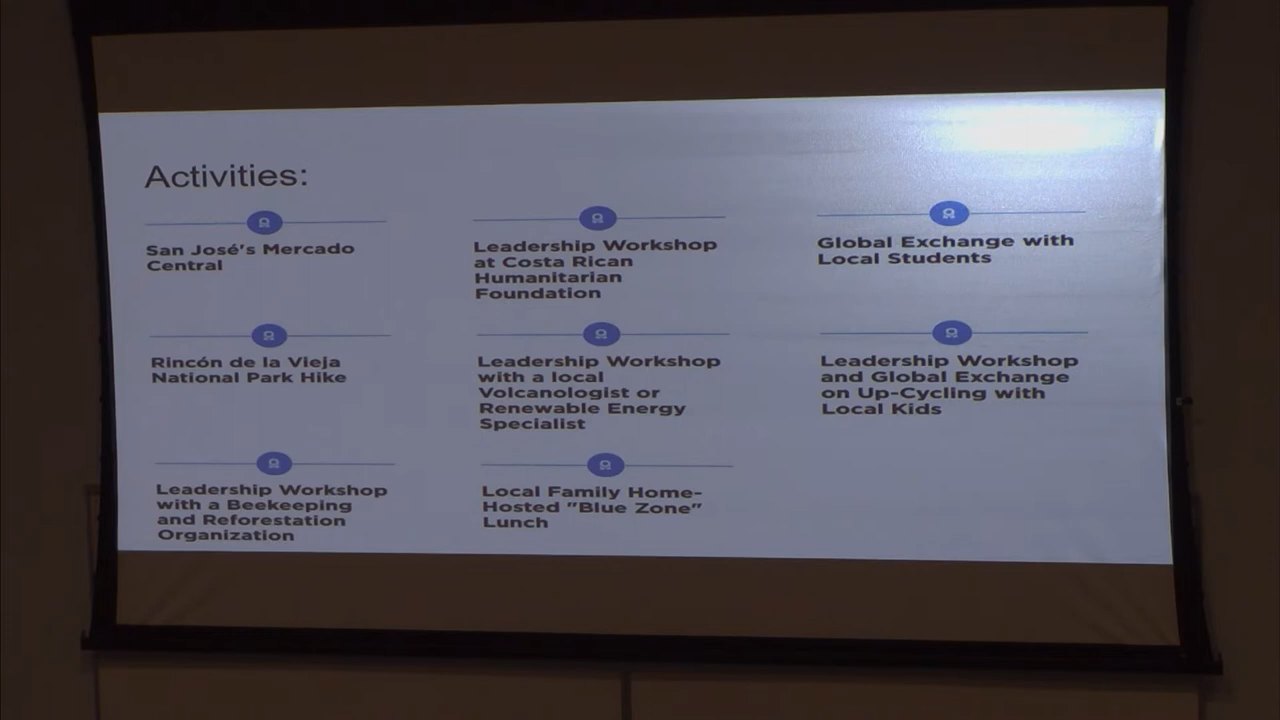 Activities:
San José's Mercado
Central
Leadership Workshop
at Costa Rican
Humanitarian
Foundation
Global Exchange with
Local Students
Rincón de la Vieja
National Park Hike
Leadership Workshop
with a local
Volcanologist or
Renewable Energy
Specialist
Leadership Workshop
and Global Exchange
on Up-Cycling with
Local Kids
Leadership Workshop
with a Beekeeping
and Reforestation
Organization
Local Family Home-
Hosted "Blue Zone"
Lunch